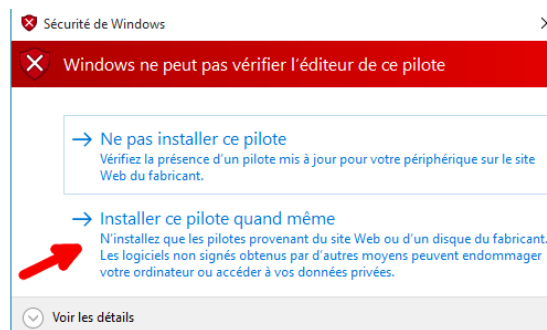 Sécurité de Windows
Windows ne peut pas vérifier l'éditeur de ce pilote
Ne pas installer ce pilote
Vérifiez la présence d'un pilote mis à jour pour votre périphérique sur le site
Web du fabricant.
Installer ce pilote quand même
N'installez que les pilotes provenant du site Web ou d'un disque du fabricant.
Les logiciels non signés obtenus par d'autres moyens peuvent endommager
votre ordinateur ou accéder à vos données privées.
Voir les détails